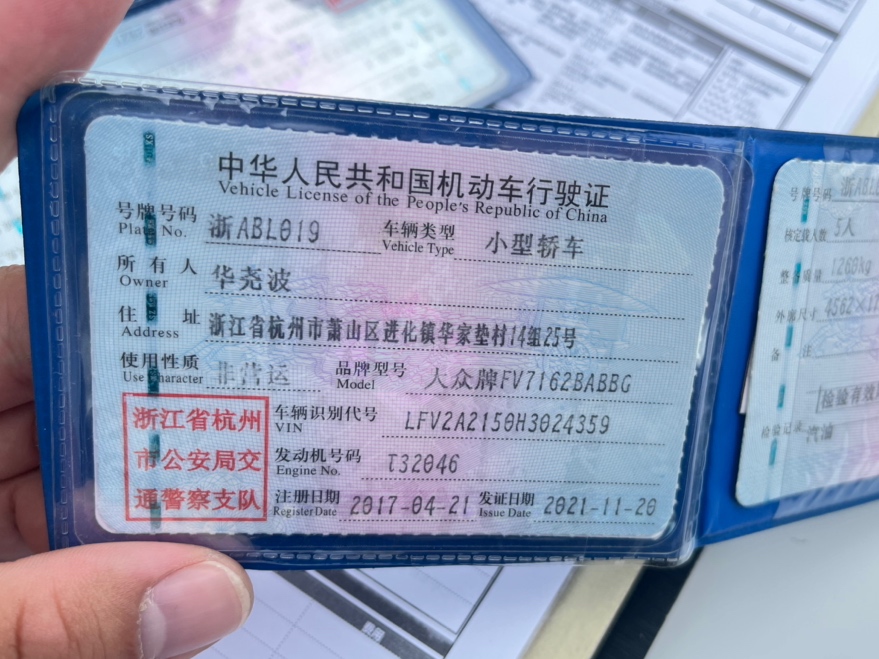 中华人民共和国机动车行驶证
Vehicle License of the People's Republic of China
号牌号码 浙ABL019 车辆类型 小型轿车
Plate No. Vehicle Type
所有人 华尧波
Owner
住址 浙江省杭州市萧山区进化镇华家垫村14组25号
Address
使用性质 非营运 品牌型号 大众牌FV7162BABBG
Use Character Model
浙江省杭州
市公安局交
通警察支队
车辆识别代号 LFV2A2150H3024359
VIN
发动机号码 T32046
Engine No.
注册日期 2017-04-21 发证日期 2021-11-20
Register Date Issue Date
号牌号码 浙ABL
核定载人数 5人
整备质量 1260kg
外廓尺寸 4562×17
备注
检验有效
检验记录 汽油